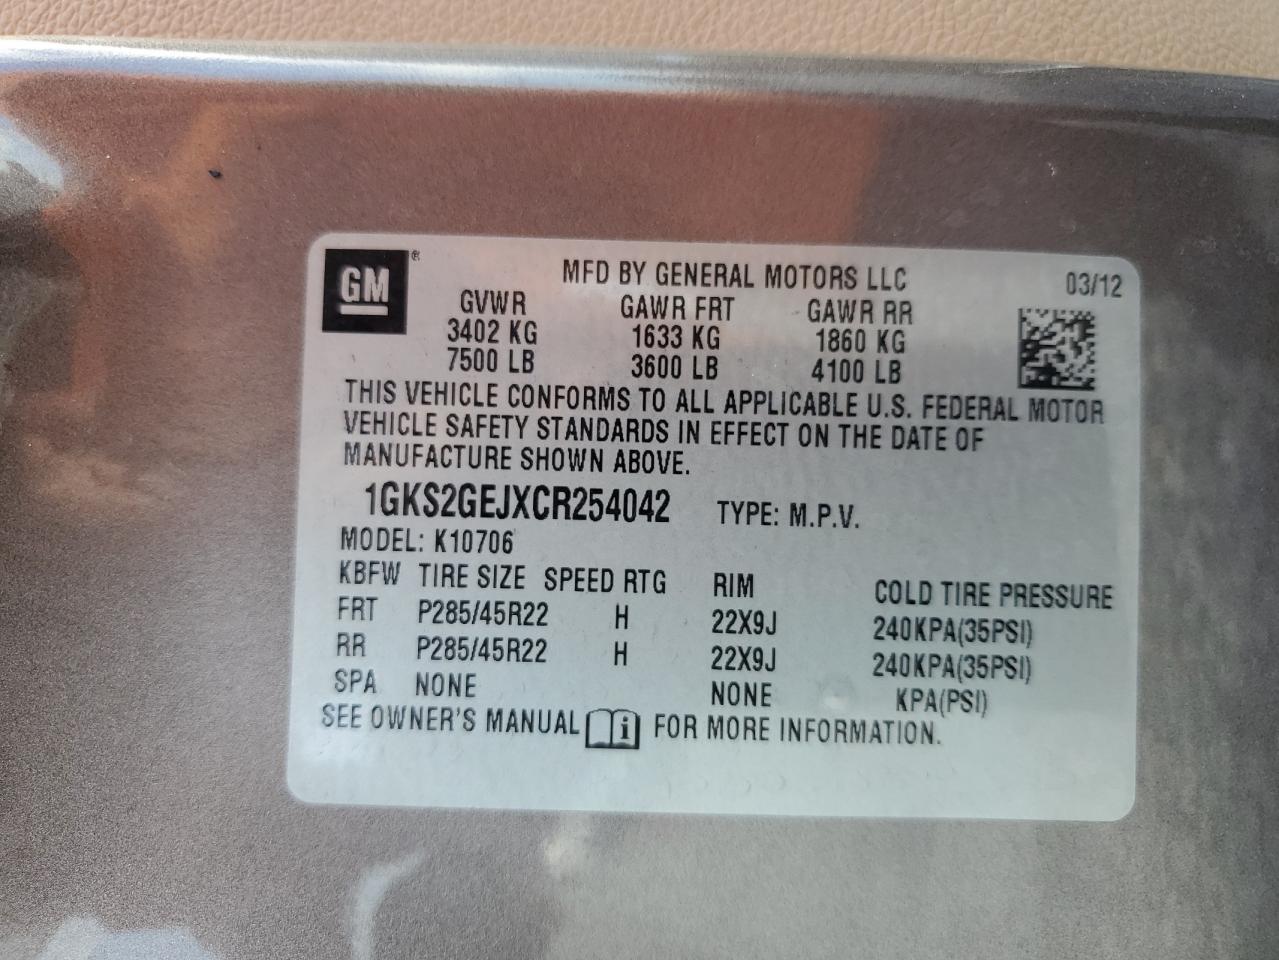 GM ®
MFD BY GENERAL MOTORS LLC 03/12
GVWR GAWR FRT GAWR RR
3402 KG 1633 KG 1860 KG
7500 LB 3600 LB 4100 LB
THIS VEHICLE CONFORMS TO ALL APPLICABLE U.S. FEDERAL MOTOR
VEHICLE SAFETY STANDARDS IN EFFECT ON THE DATE OF
MANUFACTURE SHOWN ABOVE.
1GKS2GEJXCR254042 TYPE: M.P.V.
MODEL: K10706
KBFW TIRE SIZE SPEED RTG RIM COLD TIRE PRESSURE
FRT P285/45R22 H 22X9J 240KPA(35PSI)
RR P285/45R22 H 22X9J 240KPA(35PSI)
SPA NONE NONE KPA(PSI)
SEE OWNER'S MANUAL i FOR MORE INFORMATION.